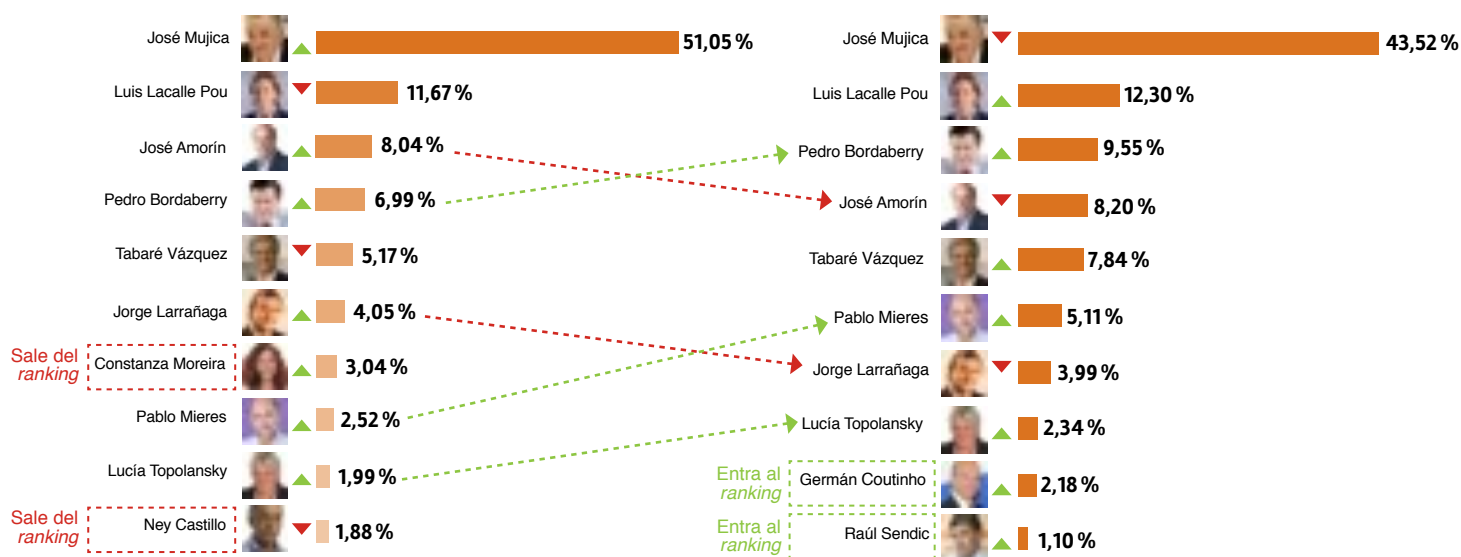 José Mujica 51,05 %
Luis Lacalle Pou 11,67 %
José Amorín 8,04 %
Pedro Bordaberry 6,99 %
Tabaré Vázquez 5,17 %
Jorge Larrañaga 4,05 %
Sale del
ranking
Constanza Moreira 3,04 %
Pablo Mieres 2,52 %
Lucía Topolansky 1,99 %
Sale del
ranking
Ney Castillo 1,88 %
José Mujica 43,52 %
Luis Lacalle Pou 12,30 %
Pedro Bordaberry 9,55 %
José Amorín 8,20 %
Tabaré Vázquez 7,84 %
Pablo Mieres 5,11 %
Jorge Larrañaga 3,99 %
Lucía Topolansky 2,34 %
Entra al
ranking
Germán Coutinho 2,18 %
Entra al
ranking
Raúl Sendic 1,10 %